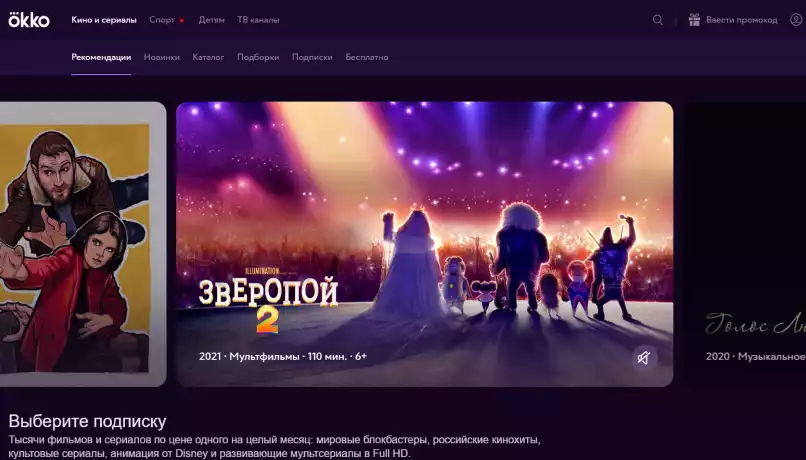 okko Кино и сериалы Спорт Детям ТВ каналы Ввести промокод
Рекомендации Новинки Каталог Подборки Подписки Бесплатно
ILLUMINATION
ЗВЕРОПОЙ
2
2021 · Мультфильмы · 110 мин. · 6+
Голос
2020 · Музыкальное
Выберите подписку
Тысячи фильмов и сериалов по цене одного на целый месяц: мировые блокбастеры, российские кинохиты,
культовые сериалы, анимация от Disney и развивающие мультсериалы в Full HD.